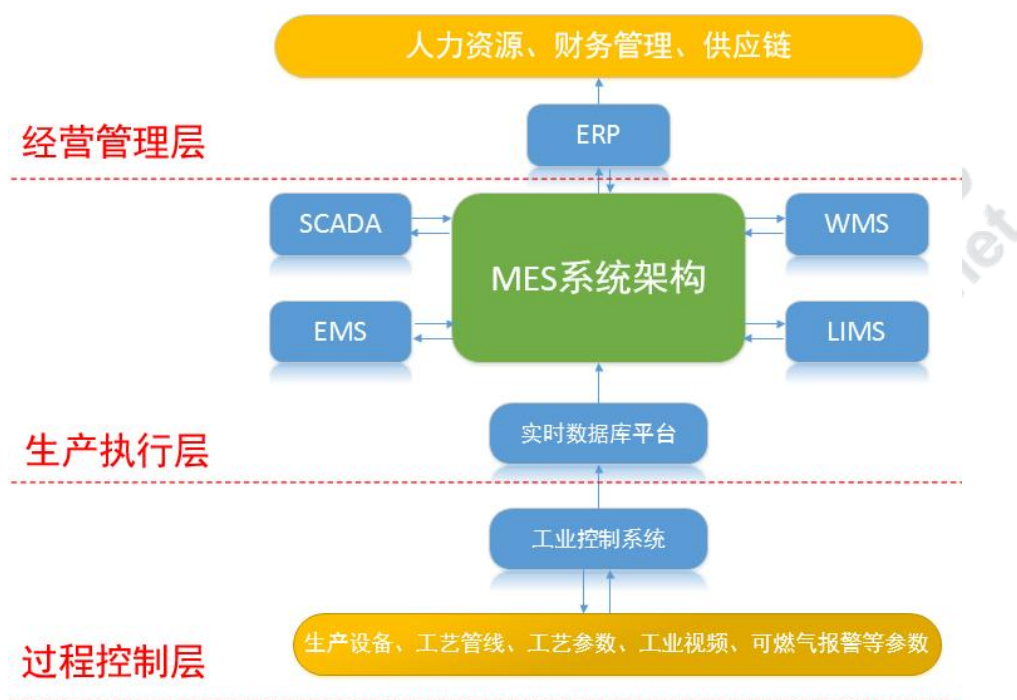 人力资源、财务管理、供应链
ERP
经营管理层
SCADA
WMS
MES系统架构
EMS
LIMS
实时数据库平台
生产执行层
工业控制系统
生产设备、工艺管线、工艺参数、工业视频、可燃气报警等参数
过程控制层